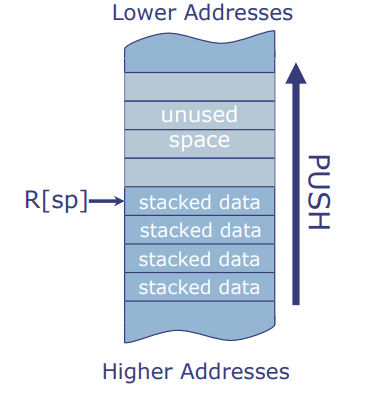 Lower Addresses
unused
space
R[sp]
stacked data
stacked data
stacked data
stacked data
PUSH
Higher Addresses